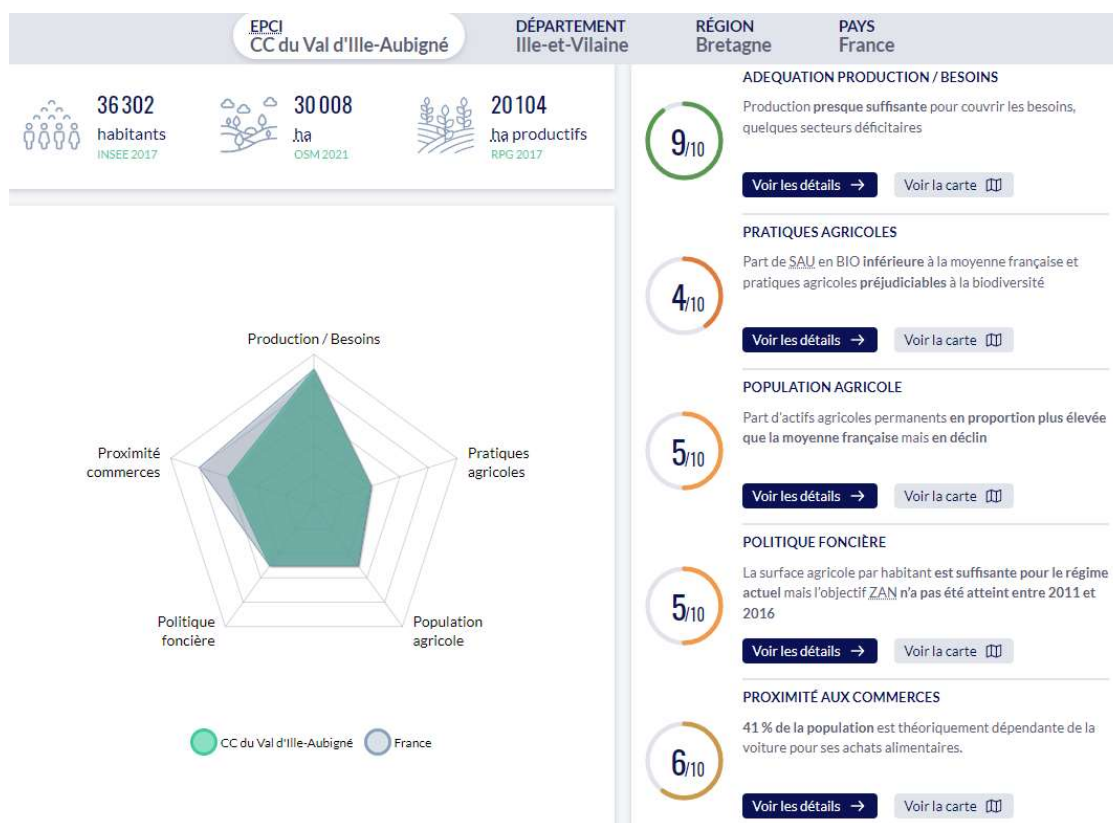 EPCI
CC du Val d'Ille-Aubigné
DÉPARTEMENT
Ille-et-Vilaine
RÉGION
Bretagne
PAYS
France
36 302
habitants
INSEE 2017
30 008
ha
OSM 2021
20 104
ha productifs
RPG 2017
Production / Besoins
Proximité
commerces
Pratiques
agricoles
Politique
foncière
Population
agricole
CC du Val d'Ille-Aubigné
France
ADEQUATION PRODUCTION / BESOINS
9/10
Production presque suffisante pour couvrir les besoins,
quelques secteurs déficitaires
Voir les détails →
Voir la carte
PRATIQUES AGRICOLES
4/10
Part de SAU en BIO inférieure à la moyenne française et
pratiques agricoles préjudiciables à la biodiversité
Voir les détails →
Voir la carte
POPULATION AGRICOLE
5/10
Part d'actifs agricoles permanents en proportion plus élevée
que la moyenne française mais en déclin
Voir les détails →
Voir la carte
POLITIQUE FONCIÈRE
5/10
La surface agricole par habitant est suffisante pour le régime
actuel mais l'objectif ZAN n'a pas été atteint entre 2011 et
2016
Voir les détails →
Voir la carte
PROXIMITÉ AUX COMMERCES
6/10
41 % de la population est théoriquement dépendante de la
voiture pour ses achats alimentaires.
Voir les détails →
Voir la carte